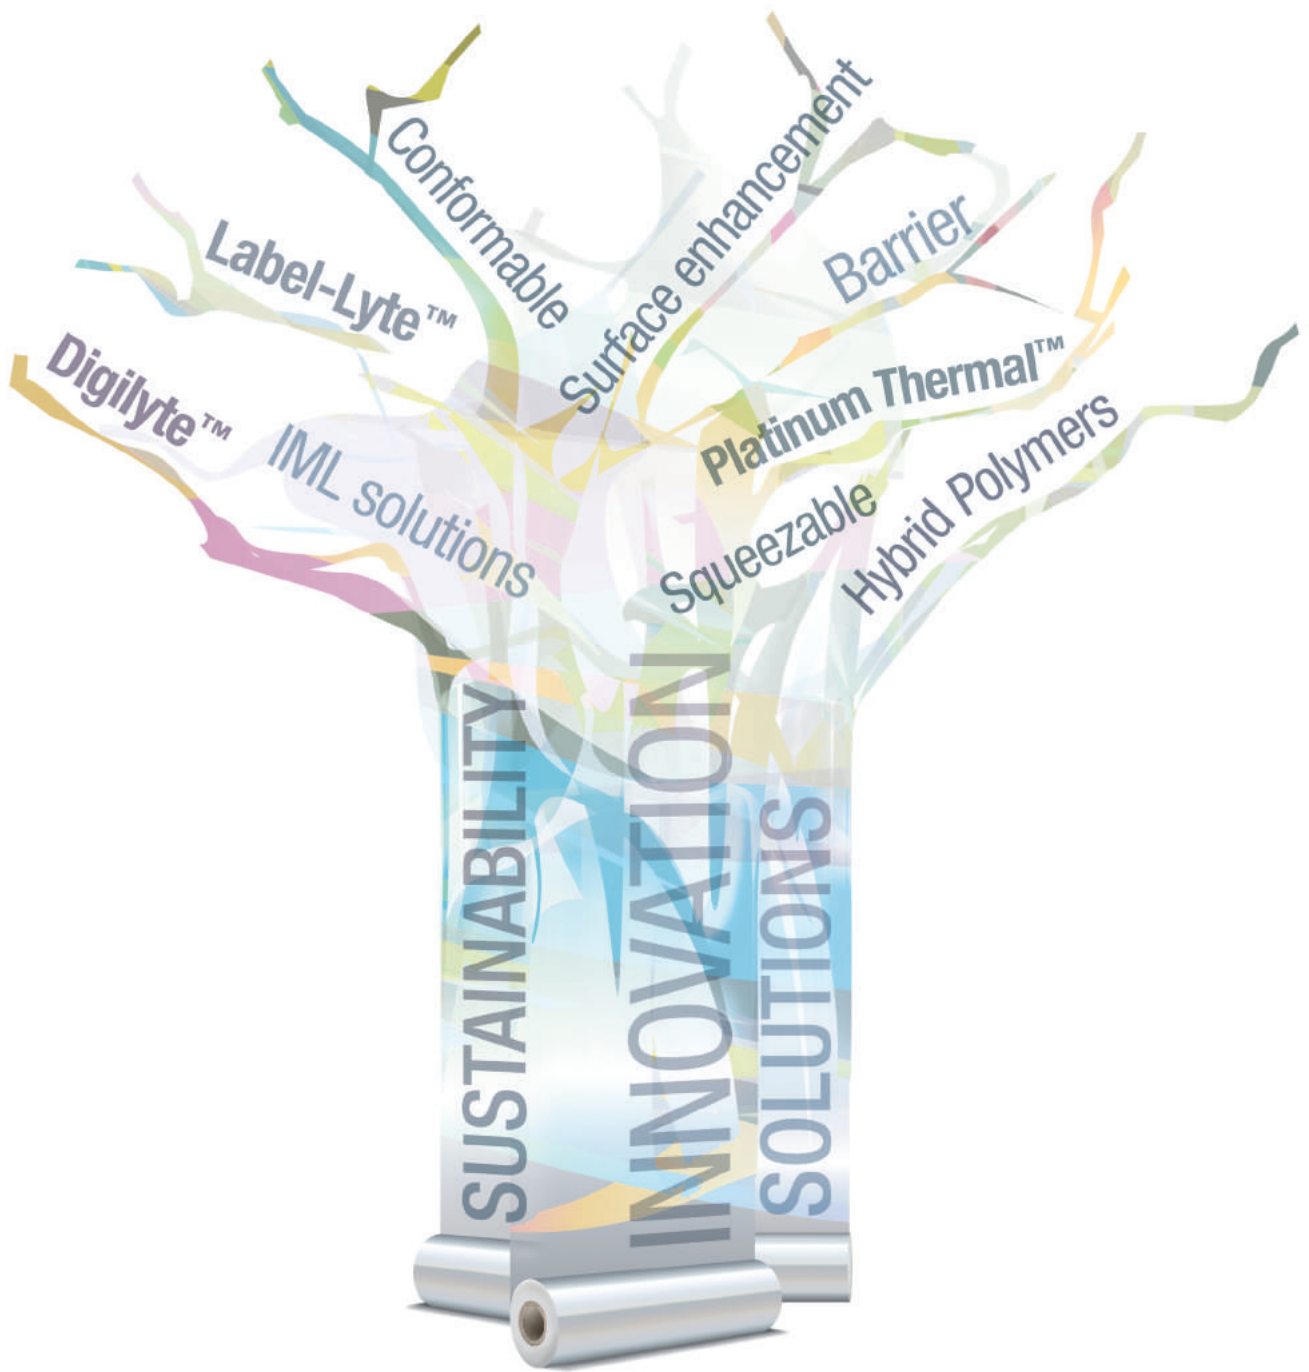 Conformable
Surface enhancement
Label-Lyte™
Barrier
Digilyte™
Platinum Thermal™
IML solutions
Squeezable
Hybrid Polymers
SUSTAINABILITY
INNOVATION
SOLUTIONS